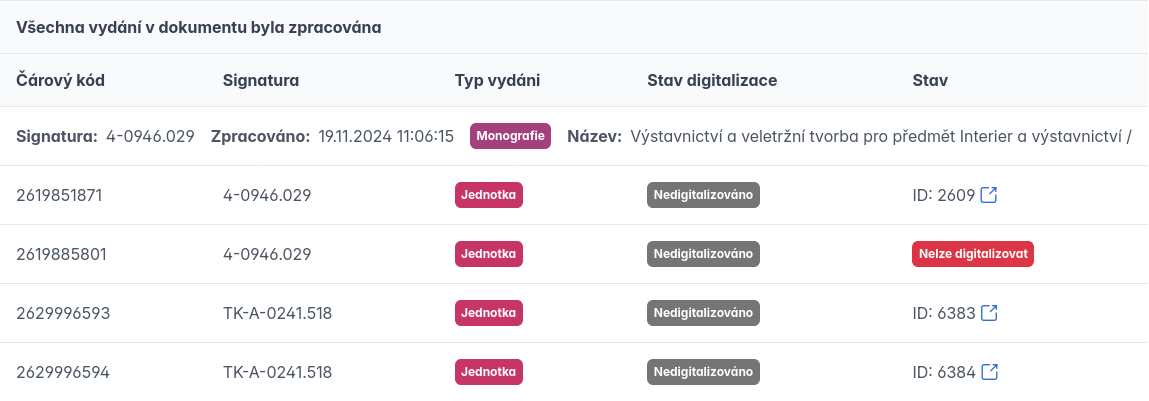 Všechna vydání v dokumentu byla zpracována
Čárový kód Signatura Typ vydáni Stav digitalizace Stav
Signatura: 4-0946.029 Zpracováno: 19.11.2024 11:06:15 Monografie Název: Výstavnictví a veletržní tvorba pro předmět Interier a výstavnictví /
2619851871 4-0946.029 Jednotka Nedigitalizováno ID: 2609
2619885801 4-0946.029 Jednotka Nedigitalizováno Nelze digitalizovat
2629996593 TK-A-0241.518 Jednotka Nedigitalizováno ID: 6383
2629996594 TK-A-0241.518 Jednotka Nedigitalizováno ID: 6384